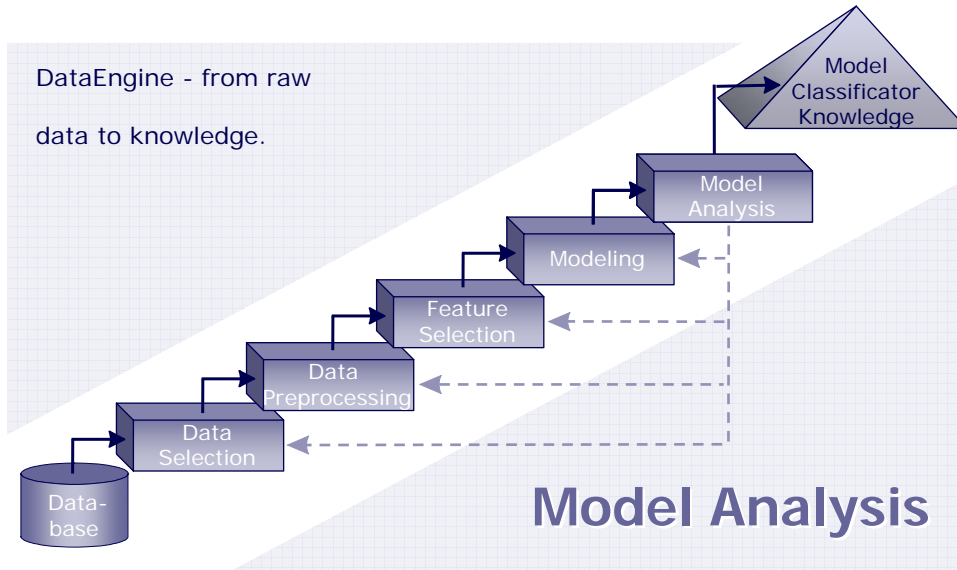 DataEngine - from raw
data to knowledge.
Model
Classificator
Knowledge
Model
Analysis
Modeling
Feature
Selection
Data
Preprocessing
Data
Selection
Data-
base
Model Analysis